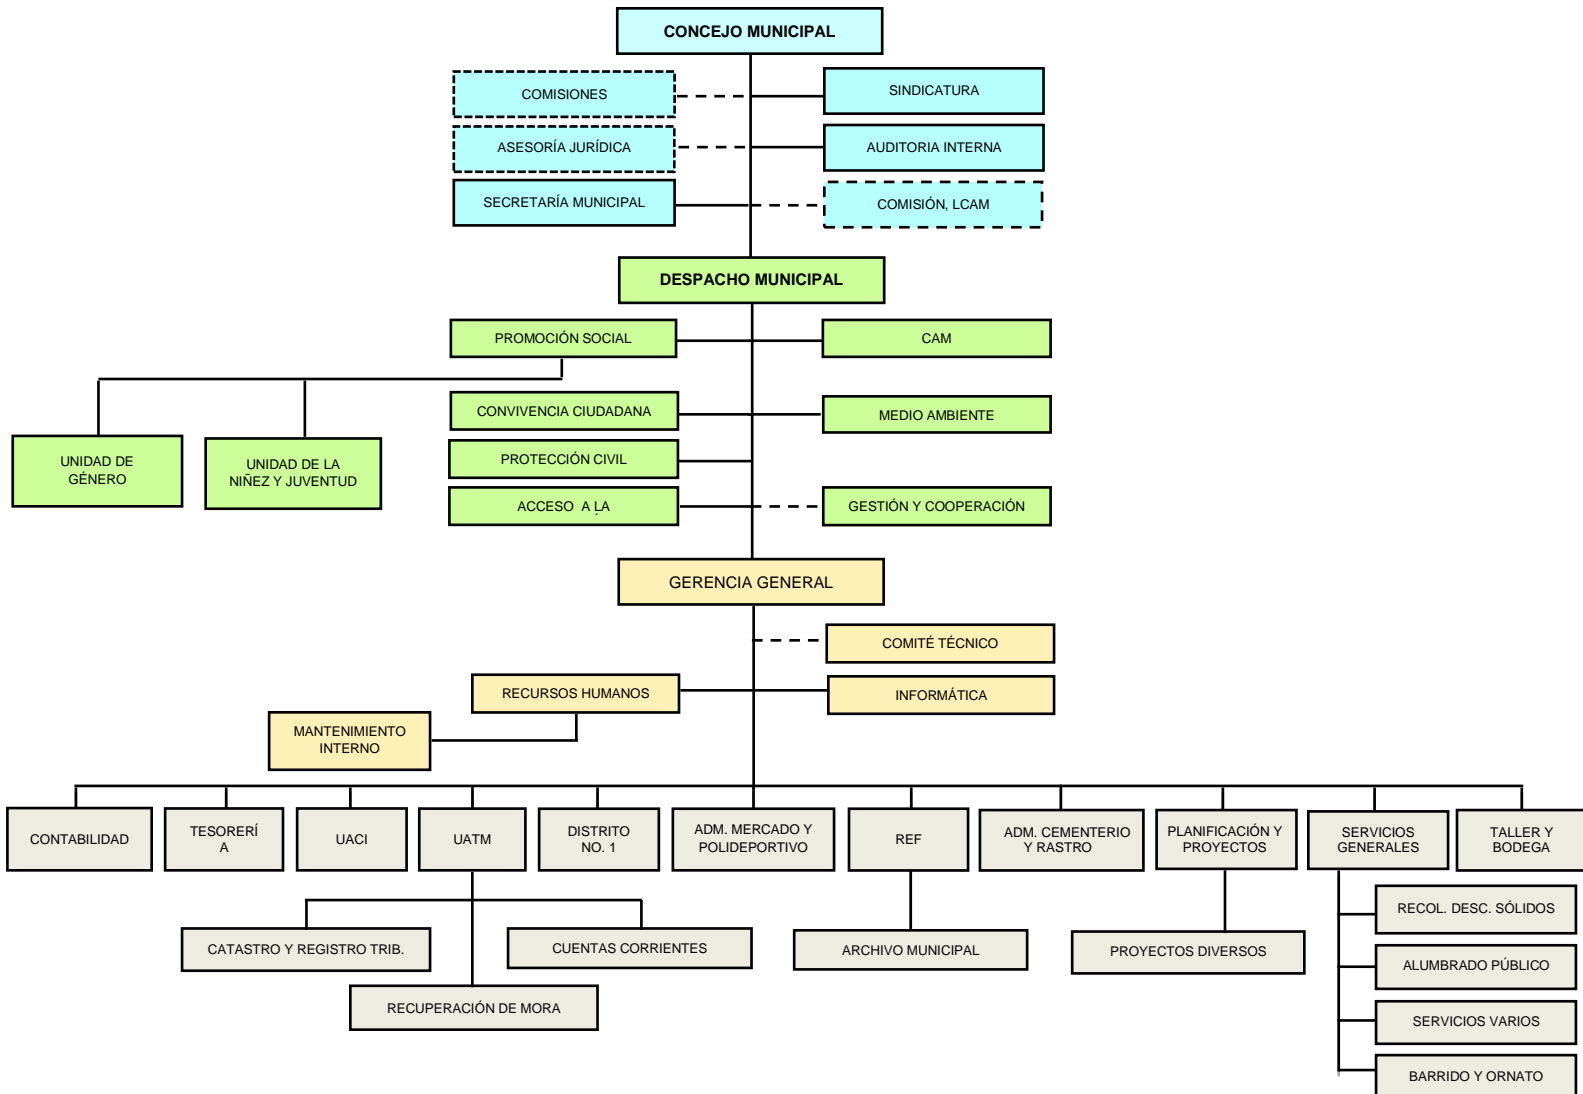 CONCEJO MUNICIPAL
COMISIONES
SINDICATURA
ASESORÍA JURÍDICA
AUDITORIA INTERNA
SECRETARÍA MUNICIPAL
COMISIÓN, LCAM
DESPACHO MUNICIPAL
PROMOCIÓN SOCIAL
CAM
CONVIVENCIA CIUDADANA
MEDIO AMBIENTE
UNIDAD DE
GÉNERO
UNIDAD DE LA
NIÑEZ Y JUVENTUD
PROTECCIÓN CIVIL
ACCESO A LA
GESTIÓN Y COOPERACIÓN
GERENCIA GENERAL
COMITÉ TÉCNICO
RECURSOS HUMANOS
INFORMÁTICA
MANTENIMIENTO
INTERNO
CONTABILIDAD
TESORERÍ
A
UACI
UATM
DISTRITO
NO. 1
ADM. MERCADO Y
POLIDEPORTIVO
REF
ADM. CEMENTERIO
Y RASTRO
PLANIFICACIÓN Y
PROYECTOS
SERVICIOS
GENERALES
TALLER Y
BODEGA
CATASTRO Y REGISTRO TRIB.
CUENTAS CORRIENTES
RECUPERACIÓN DE MORA
ARCHIVO MUNICIPAL
PROYECTOS DIVERSOS
RECOL. DESC. SÓLIDOS
ALUMBRADO PÚBLICO
SERVICIOS VARIOS
BARRIDO Y ORNATO